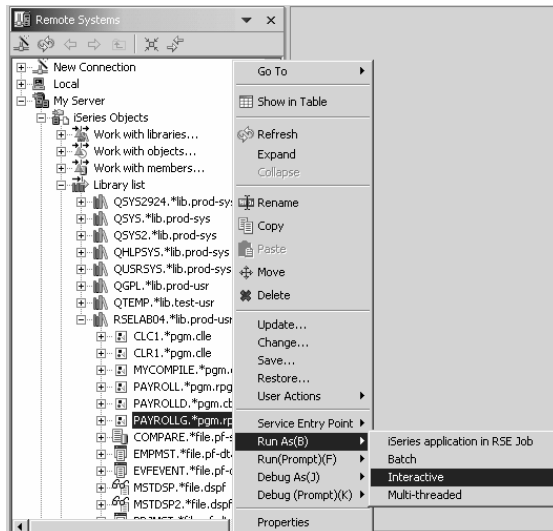 Remote Systems
New Connection
Local
My Server
iSeries Objects
Work with libraries...
Work with objects...
Work with members...
Library list
QSYS2924.*lib.prod-sy
QSYS.*lib.prod-sys
QSYS2.*lib.prod-sys
QHLPSYS.*lib.prod-sys
QUSRSYS.*lib.prod-sys
QGPL.*lib.prod-usr
QTEMP.*lib.test-usr
RSELAB04.*lib.prod-usr
CLC1.*pgm.clle
CLR1.*pgm.clle
MYCOMPILE.*pgm.
PAYROLL.*pgm.rpg
PAYROLLD.*pgm.cb
PAYROLLG.*pgm.rp
COMPARE.*file.pf-s
EMPMST.*file.pf-dt
EVFEVENT.*file.pf-
MSTDSP.*file.dspf
MSTDSP2.*file.dspf
Go To
Show in Table
Refresh
Expand
Collapse
Rename
Copy
Paste
Move
Delete
Update...
Change...
Save...
Restore...
User Actions
Service Entry Point
Run As(B)
Run(Prompt)(F)
Debug As(J)
Debug (Prompt)(K)
Properties
iSeries application in RSE Job
Batch
Interactive
Multi-threaded